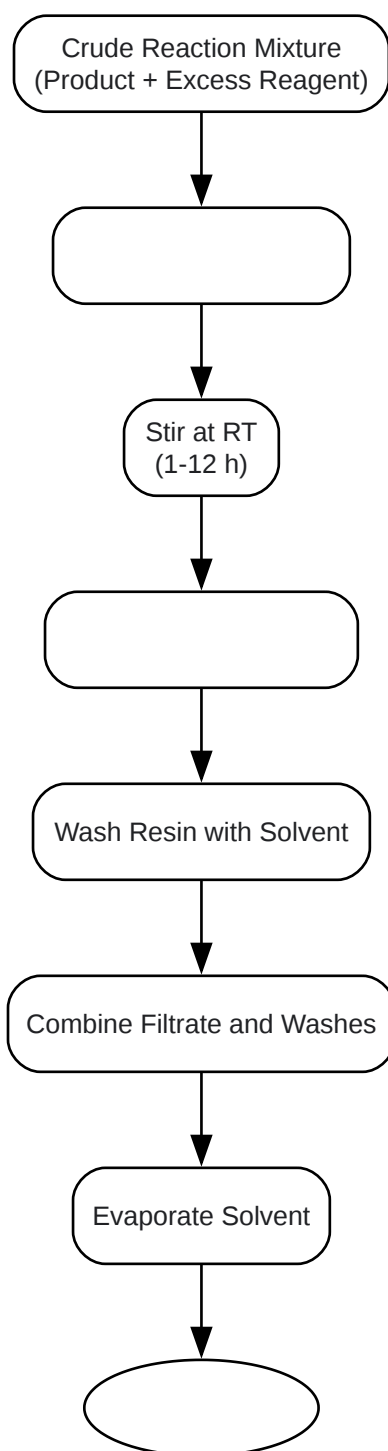 Crude Reaction Mixture
(Product + Excess Reagent)
Stir at RT
(1-12 h)
Wash Resin with Solvent
Combine Filtrate and Washes
Evaporate Solvent